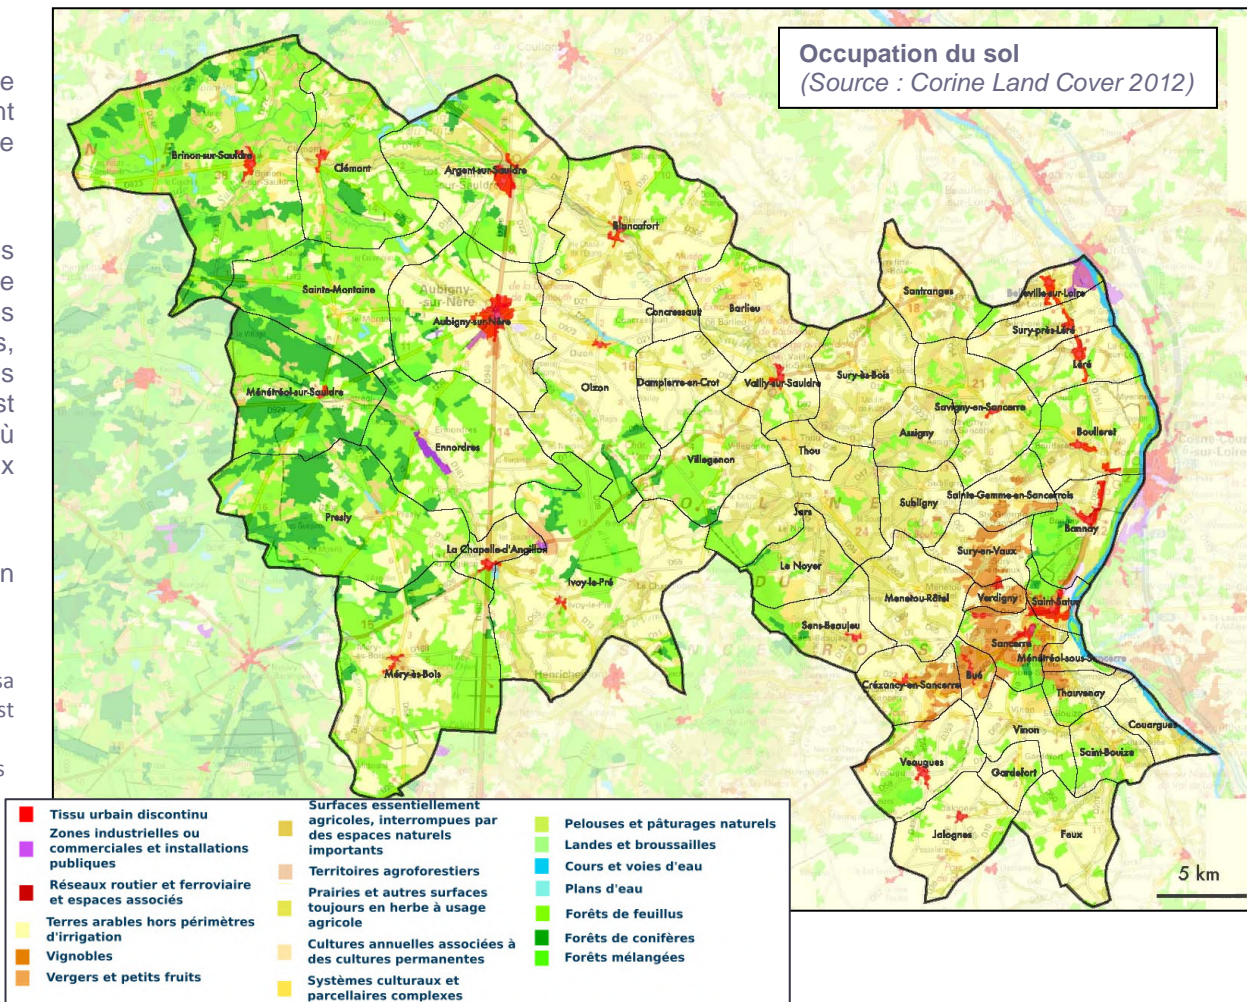 Occupation du sol
(Source : Corine Land Cover 2012)
e
nt
e
s
e
s
s,
s
st
ù
x
n
sa
st
s
Brinon-sur-Sauldre
Clémont
Argent-sur-Sauldre
Blancafort
Sainte-Montaine
Aubigny-sur-Nère
Aubigny-
-sur-Nère
Concressault
Barlieu
Santranges
Belleville-sur-Loire
Sury-près-Léré
Léré
Oizon
Dampierre-en-Crot
Vailly-sur-Sauldre
Sury-ès-Bois
Ménétréol-sur-Sauldre
Savigny-en-Sancerre
Assigny
Boulleret
Ennordres
Villegenon
Thou
Subligny
Sainte-Gemme-en-Sancerrois
Bannay
Presly
Jars
La Chapelle-d'Angillon
Sury-en-Vaux
Ivoy-le-Pré
Le Noyer
Menetou-Râtel
Verdigny
Saint-Satur
Sens-Beaujeu
Sancerre
Ménétréol-sous-Sancerre
Méry-ès-Bois
Crézancy-en-Sancerre
Bué
Thauvenay
Vinon
Couargues
Saint-Bouize
Veaugues
Gardefort
Jalognes
Feux
5 km
Tissu urbain discontinu
Zones industrielles ou
commerciales et installations
publiques
Réseaux routier et ferroviaire
et espaces associés
Terres arables hors périmètres
d'irrigation
Vignobles
Vergers et petits fruits
Surfaces essentiellement
agricoles, interrompues par
des espaces naturels
importants
Territoires agroforestiers
Prairies et autres surfaces
toujours en herbe à usage
agricole
Cultures annuelles associées à
des cultures permanentes
Systèmes culturaux et
parcellaires complexes
Pelouses et pâturages naturels
Landes et broussailles
Cours et voies d'eau
Plans d'eau
Forêts de feuillus
Forêts de conifères
Forêts mélangées